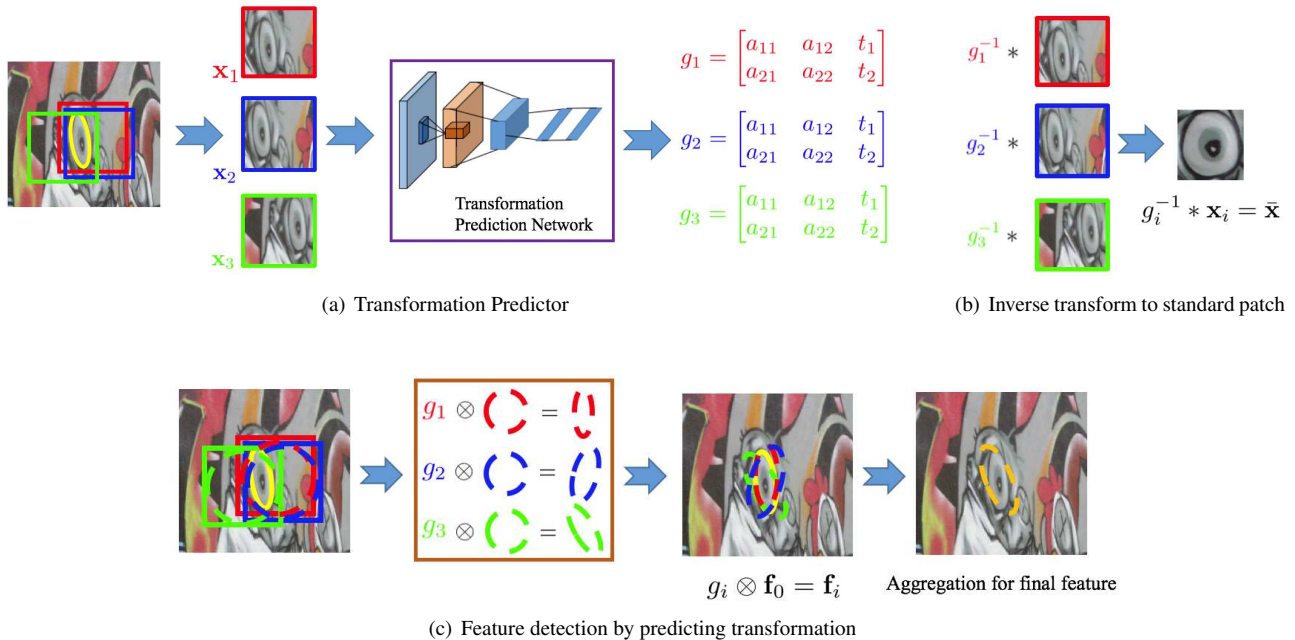 x₁
x₂
x₃
Transformation
Prediction Network
g₁ = [a₁₁ a₁₂ t₁
a₂₁ a₂₂ t₂]
g₂ = [a₁₁ a₁₂ t₁
a₂₁ a₂₂ t₂]
g₃ = [a₁₁ a₁₂ t₁
a₂₁ a₂₂ t₂]
g₁⁻¹ *
g₂⁻¹ *
g₃⁻¹ *
gᵢ⁻¹ * xᵢ = x̄
(a) Transformation Predictor
(b) Inverse transform to standard patch
g₁ ⊗ =
g₂ ⊗ =
g₃ ⊗ =
gᵢ ⊗ f₀ = fᵢ
Aggregation for final feature
(c) Feature detection by predicting transformation